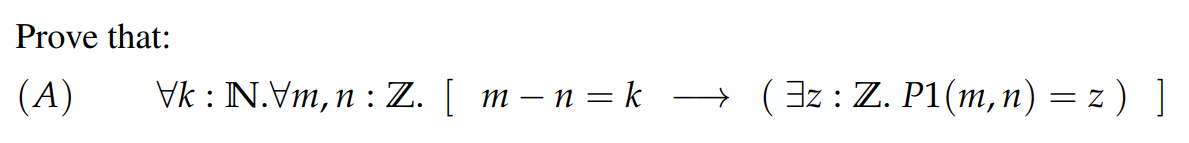 Prove that:
(A) ∀k : ℕ.∀m, n : ℤ. [ m − n = k ⟶ ( ∃z : ℤ. P1(m, n) = z ) ]